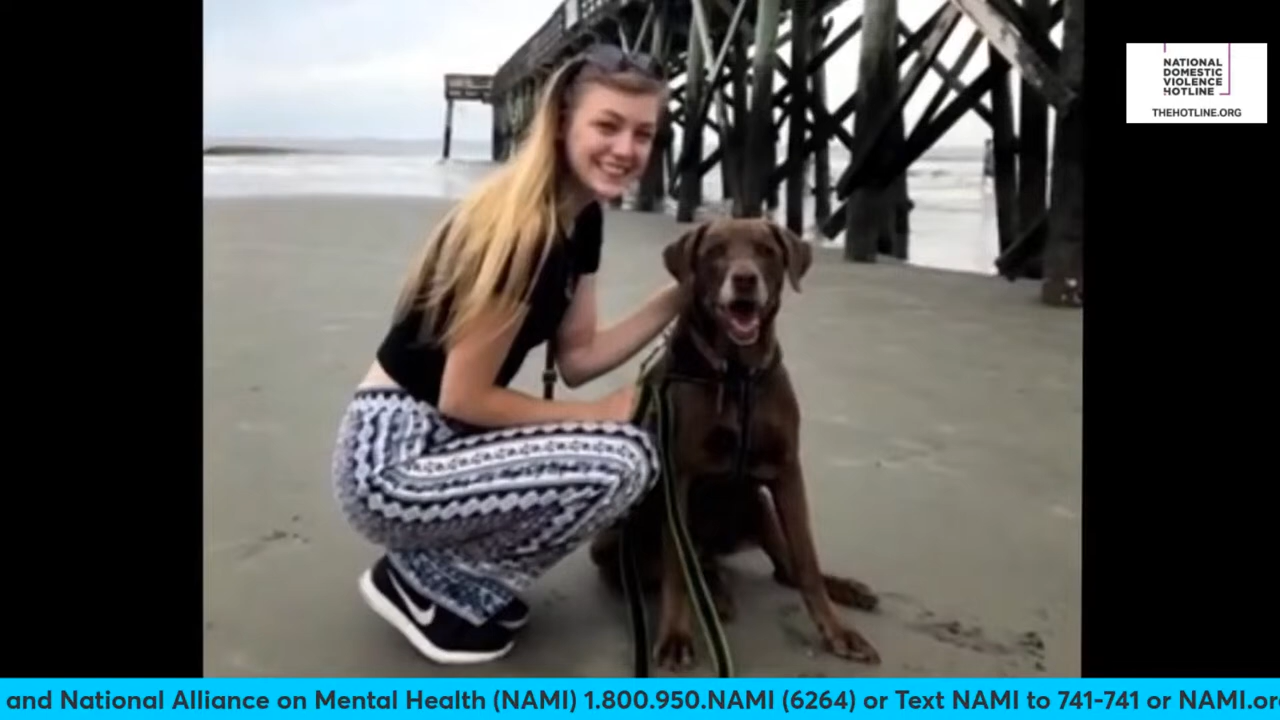 NATIONAL
DOMESTIC
VIOLENCE
HOTLINE
THEHOTLINE.ORG
and National Alliance on Mental Health (NAMI) 1.800.950.NAMI (6264) or Text NAMI to 741-741 or NAMI.or